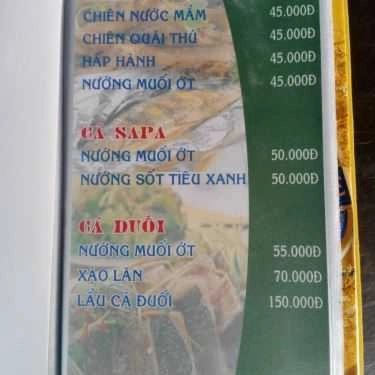 CHIÊN NƯỚC MẮM 45.000Đ
CHIÊN QUÁI THÚ 45.000Đ
HẤP HÀNH 45.000Đ
NƯỚNG MUỐI ỚT 45.000Đ
CA SAPA
NƯỚNG MUỐI ỚT 50.000Đ
NƯỚNG SỐT TIÊU XANH 50.000Đ
CÁ ĐUỐI
NƯỚNG MUỐI ỚT 55.000Đ
XÀO LĂN 70.000Đ
LẨU CÁ ĐUỐI 150.000Đ